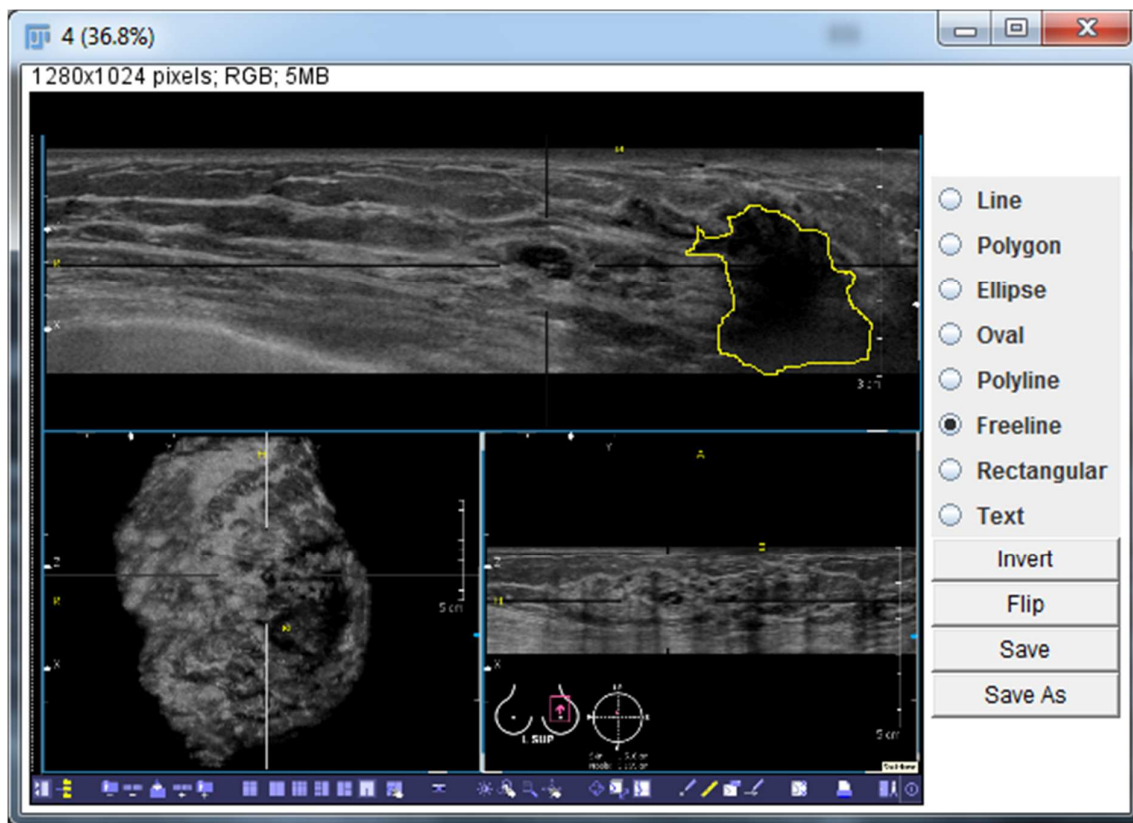 4 (36.8%)
1280x1024 pixels; RGB; 5MB
Line
Polygon
Ellipse
Oval
Polyline
Freeline
Rectangular
Text
Invert
Flip
Save
Save As
3 cm
X
Y
Z
5 cm
X
A
Y
Z
X
L SUP
5 cm